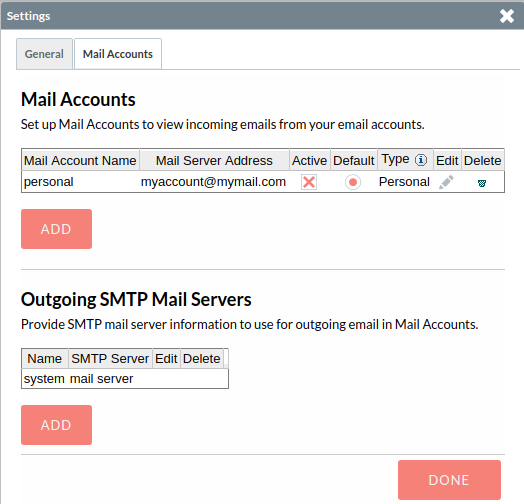 Settings
General Mail Accounts
Mail Accounts
Set up Mail Accounts to view incoming emails from your email accounts.
Mail Account Name Mail Server Address Active Default Type Edit Delete
personal myaccount@mymail.com Personal
ADD
Outgoing SMTP Mail Servers
Provide SMTP mail server information to use for outgoing email in Mail Accounts.
Name SMTP Server Edit Delete
system mail server
ADD
DONE